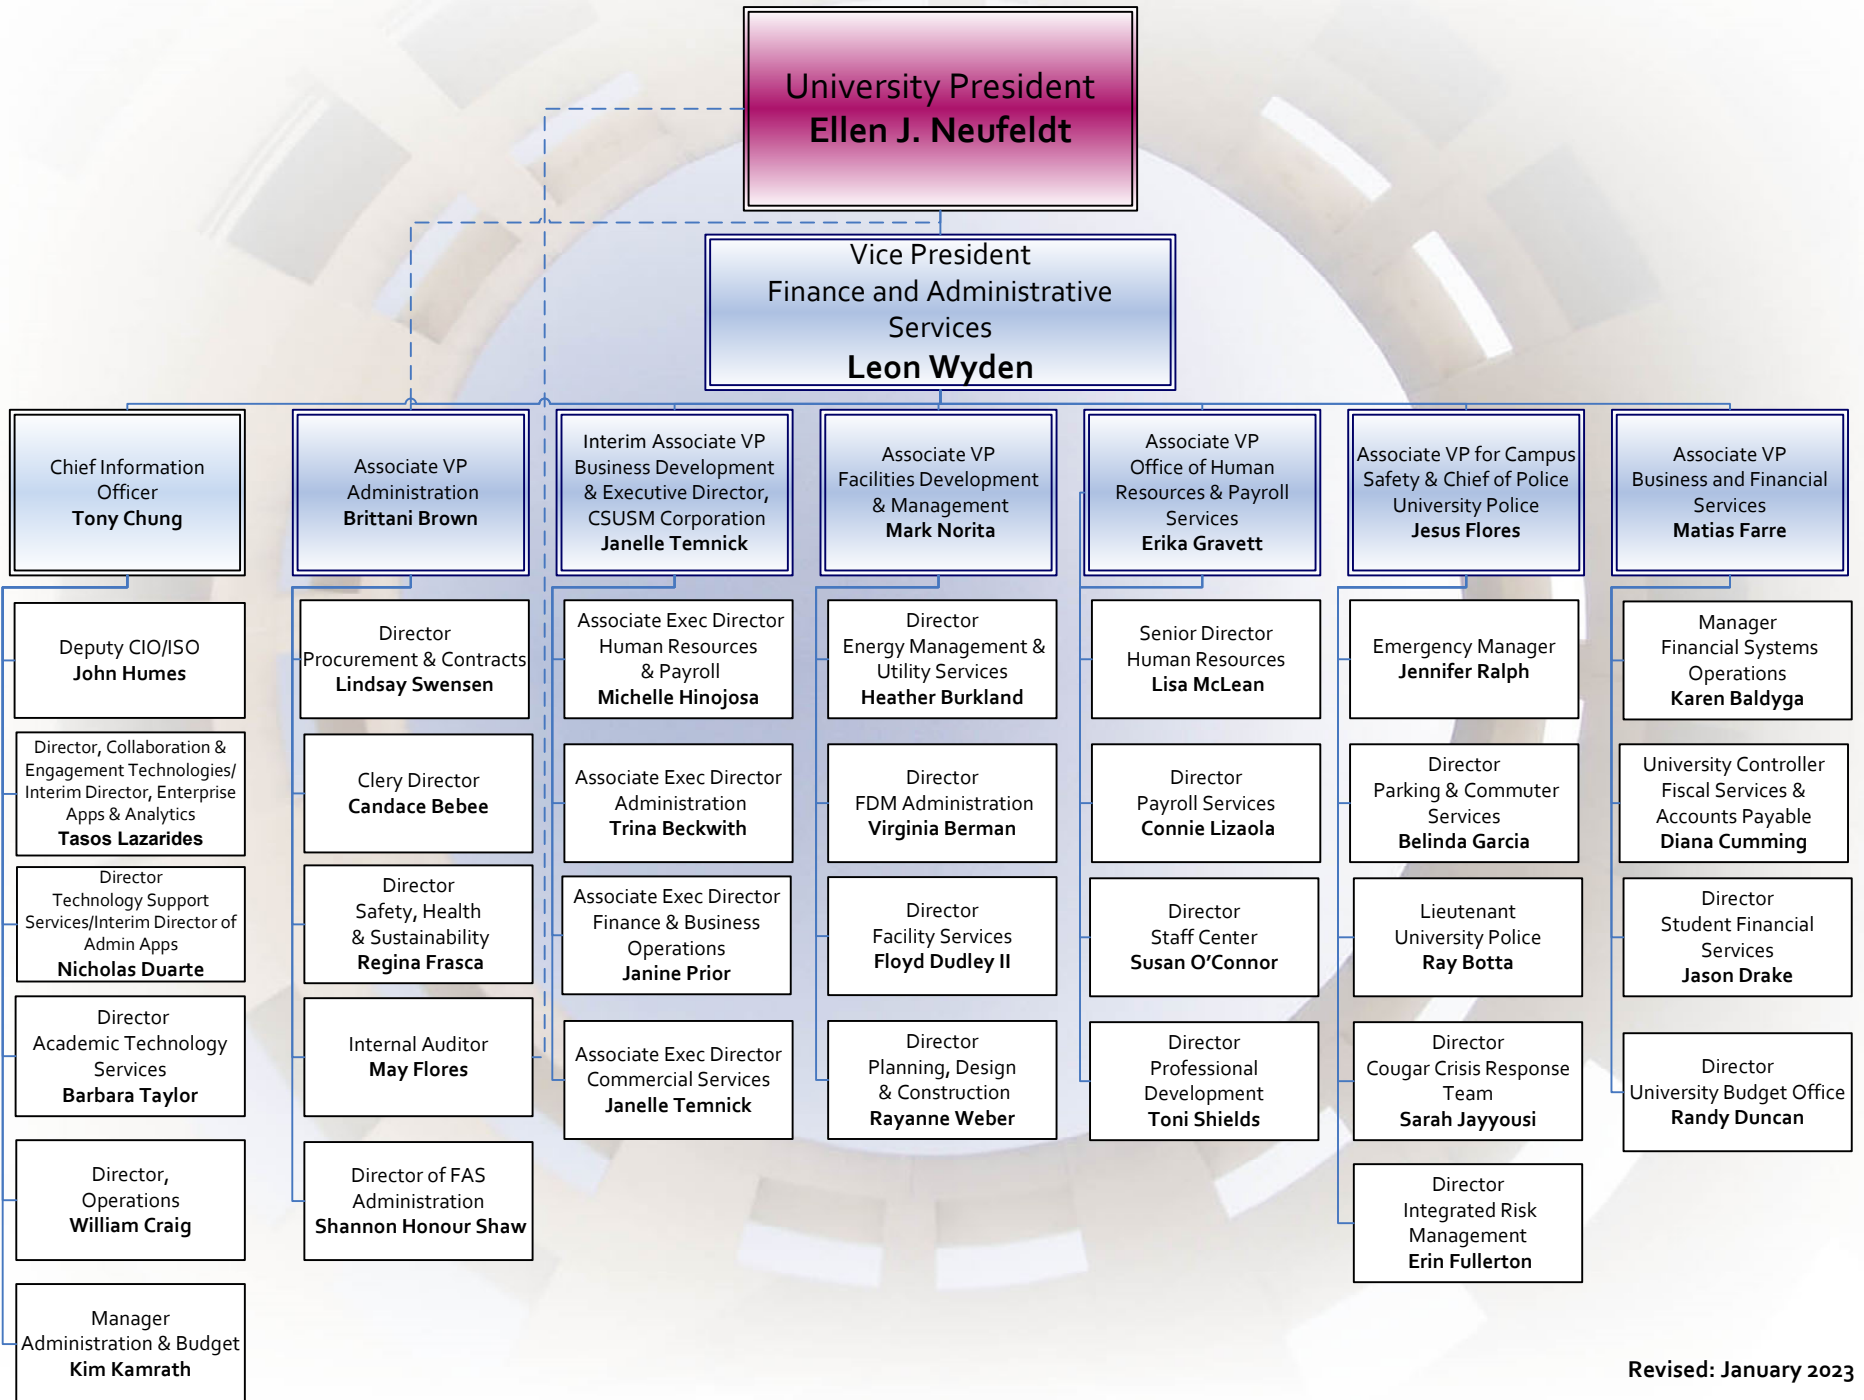 University President
Ellen J. Neufeldt
Vice President
Finance and Administrative
Services
Leon Wyden
Chief Information
Officer
Tony Chung
Associate VP
Administration
Brittani Brown
Interim Associate VP
Business Development
& Executive Director,
CSUSM Corporation
Janelle Temnick
Associate VP
Facilities Development
& Management
Mark Norita
Associate VP
Office of Human
Resources & Payroll
Services
Erika Gravett
Associate VP for Campus
Safety & Chief of Police
University Police
Jesus Flores
Associate VP
Business and Financial
Services
Matias Farre
Deputy CIO/ISO
John Humes
Director, Collaboration &
Engagement Technologies/
Interim Director, Enterprise
Apps & Analytics
Tasos Lazarides
Director
Technology Support
Services/Interim Director of
Admin Apps
Nicholas Duarte
Director
Academic Technology
Services
Barbara Taylor
Director,
Operations
William Craig
Manager
Administration & Budget
Kim Kamrath
Director
Procurement & Contracts
Lindsay Swensen
Clery Director
Candace Bebee
Director
Safety, Health
& Sustainability
Regina Frasca
Internal Auditor
May Flores
Director of FAS
Administration
Shannon Honour Shaw
Associate Exec Director
Human Resources
& Payroll
Michelle Hinojosa
Associate Exec Director
Administration
Trina Beckwith
Associate Exec Director
Finance & Business
Operations
Janine Prior
Associate Exec Director
Commercial Services
Janelle Temnick
Director
Energy Management &
Utility Services
Heather Burkland
Director
FDM Administration
Virginia Berman
Director
Facility Services
Floyd Dudley II
Director
Planning, Design
& Construction
Rayanne Weber
Senior Director
Human Resources
Lisa McLean
Director
Payroll Services
Connie Lizaola
Director
Staff Center
Susan O’Connor
Director
Professional
Development
Toni Shields
Emergency Manager
Jennifer Ralph
Director
Parking & Commuter
Services
Belinda Garcia
Lieutenant
University Police
Ray Botta
Director
Cougar Crisis Response
Team
Sarah Jayyousi
Director
Integrated Risk
Management
Erin Fullerton
Manager
Financial Systems
Operations
Karen Baldyga
University Controller
Fiscal Services &
Accounts Payable
Diana Cumming
Director
Student Financial
Services
Jason Drake
Director
University Budget Office
Randy Duncan
Revised: January 2023